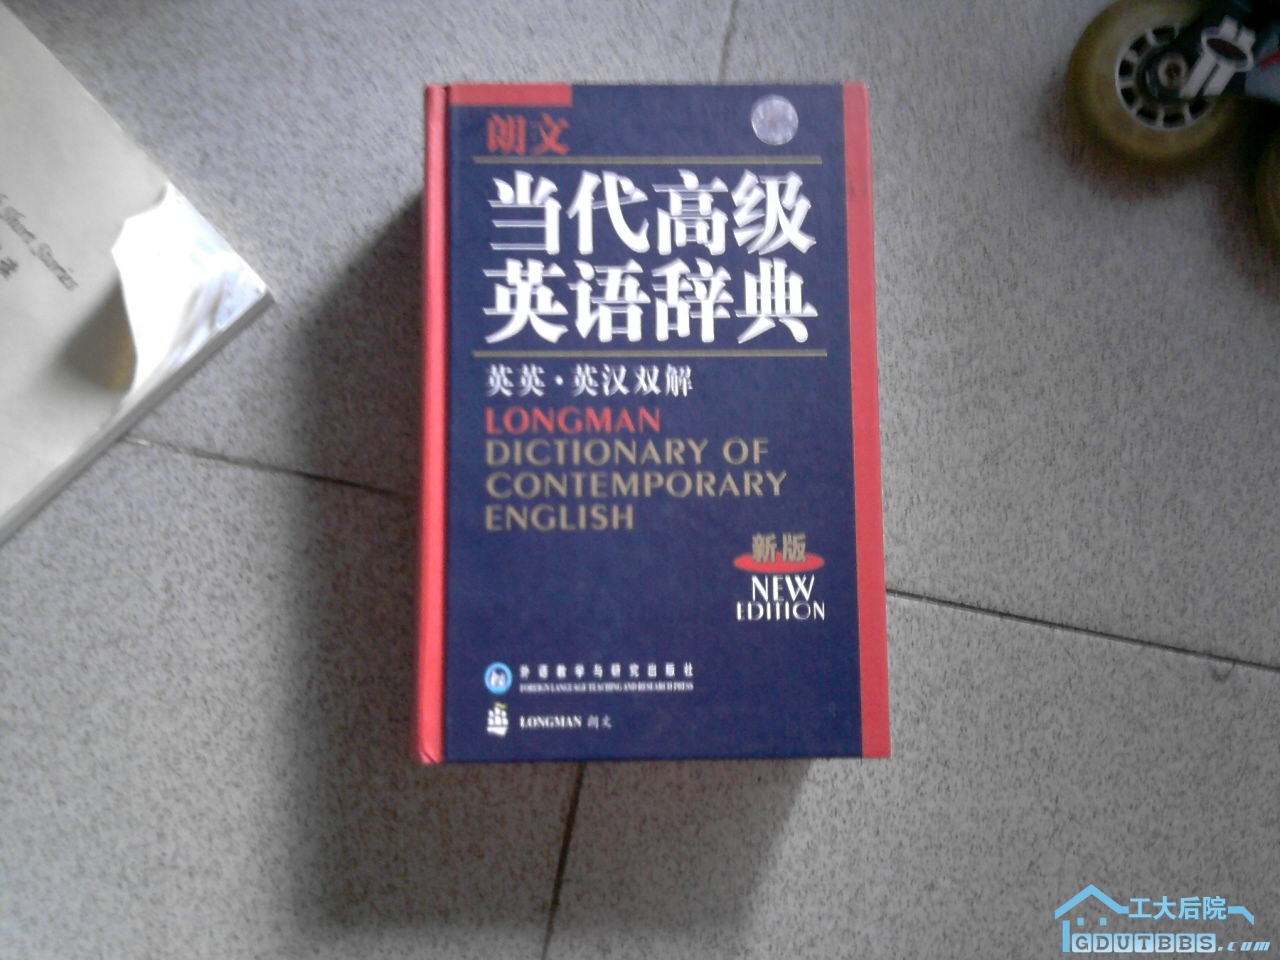 朗文
当代高级
英语辞典
英英·英汉双解
LONGMAN
DICTIONARY OF
CONTEMPORARY
ENGLISH
新版
NEW
EDITION
外语教学与研究出版社
FOREIGN LANGUAGE TEACHING AND RESEARCH PRESS
LONGMAN 朗文
Short Stories
工大后院
GDUTBBS.com